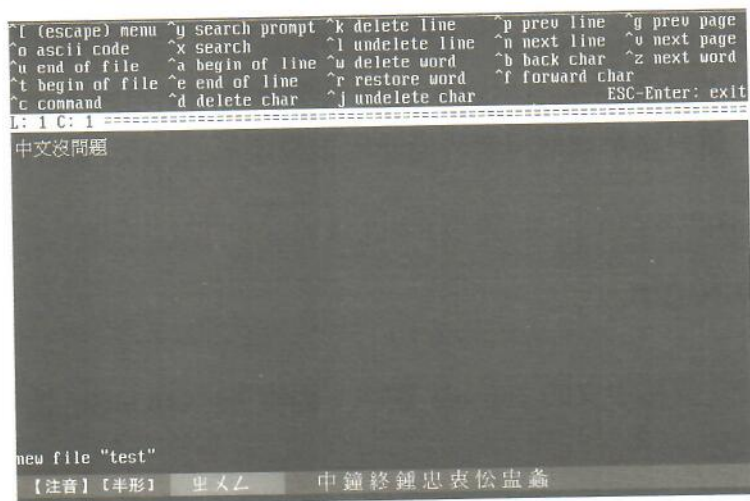 ^[ (escape) menu ^y search prompt ^k delete line ^p prev line ^g prev page
^o ascii code ^x search ^l undelete line ^n next line ^v next page
^u end of file ^a begin of line ^w delete word ^b back char ^z next word
^t begin of file ^e end of line ^r restore word ^f forward char
^c command ^d delete char ^j undelete char ESC-Enter: exit
L: 1 C: 1 ====================================================================
中文沒問題
new file "test"
【注音】【半形】 ㄓㄨㄥ 中鐘終鍾忠衷忪盅螽